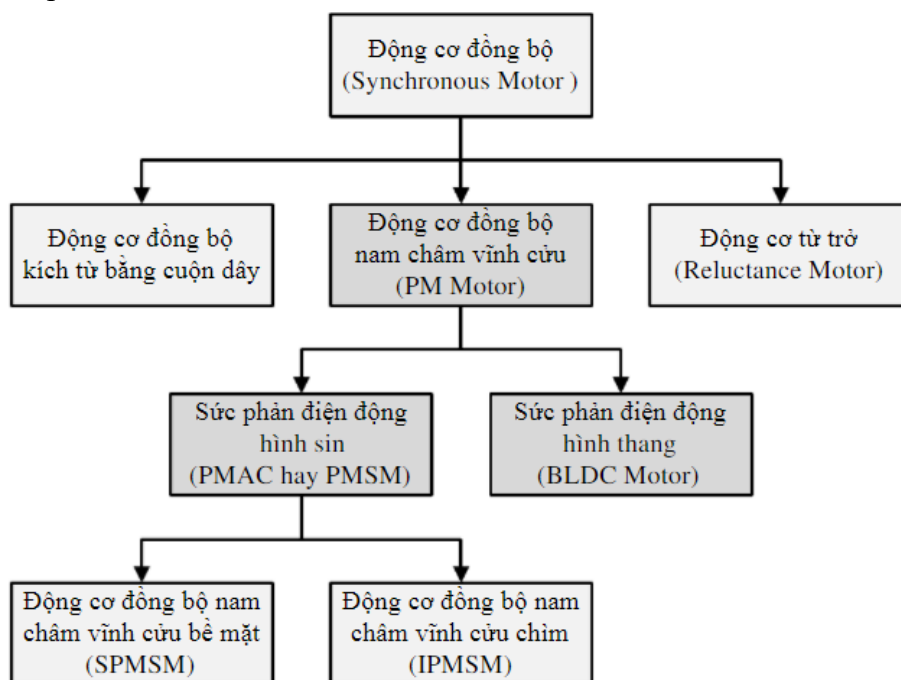 Động cơ đồng bộ
(Synchronous Motor )
Động cơ đồng bộ
kích từ bằng cuộn dây
Động cơ đồng bộ
nam châm vĩnh cửu
(PM Motor)
Động cơ từ trở
(Reluctance Motor)
Sức phản điện động
hình sin
(PMAC hay PMSM)
Sức phản điện động
hình thang
(BLDC Motor)
Động cơ đồng bộ nam
châm vĩnh cửu bề mặt
(SPMSM)
Động cơ đồng bộ nam
châm vĩnh cửu chìm
(IPMSM)